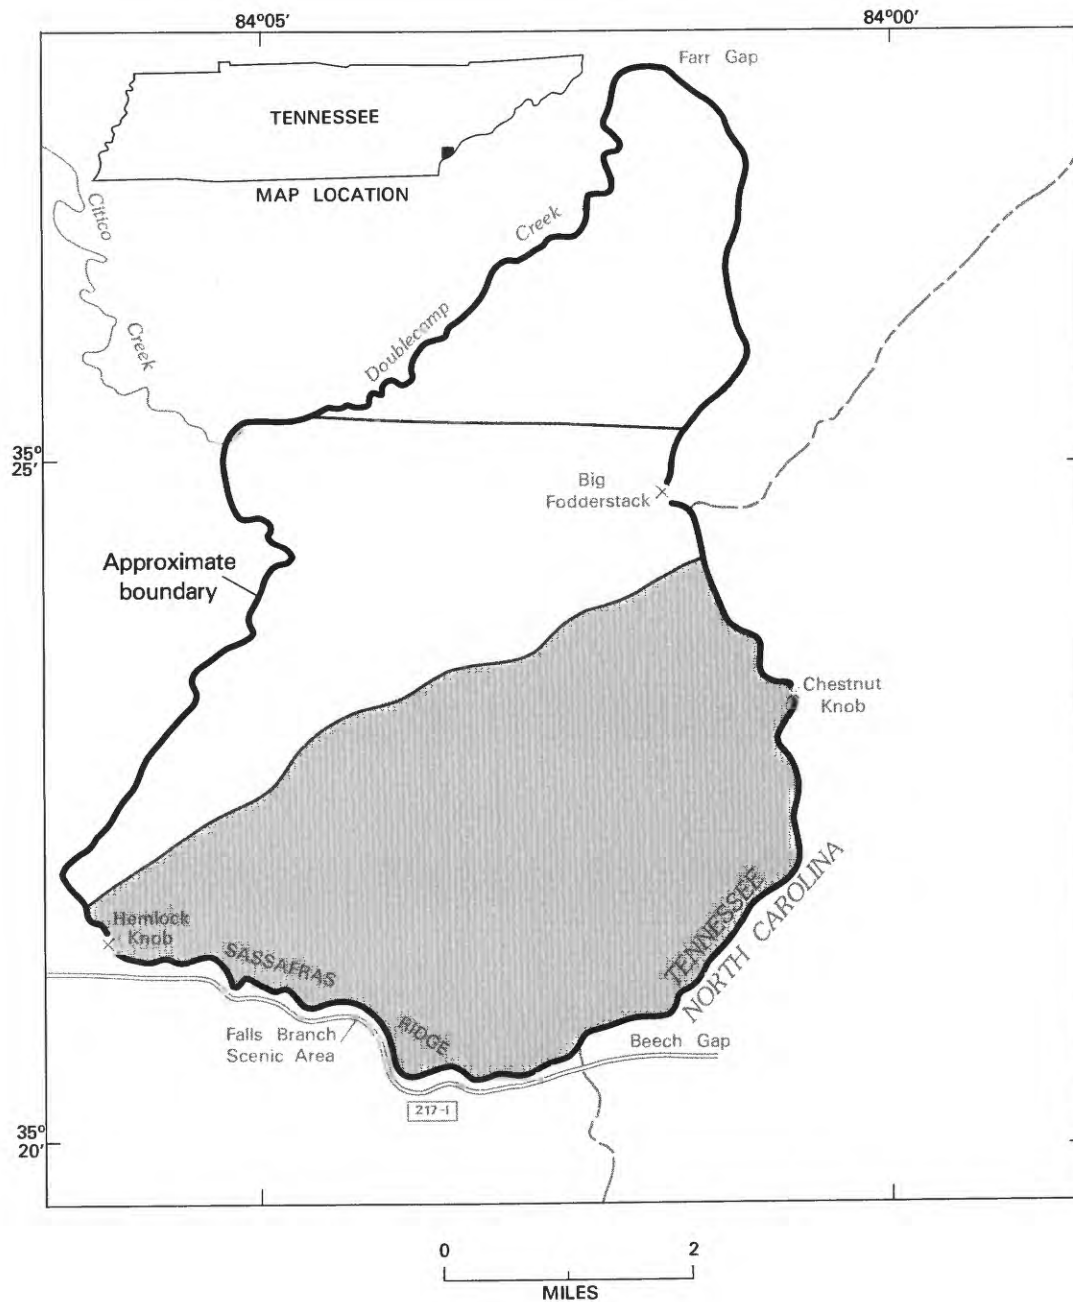 84°05′
84°00′
Farr Gap
TENNESSEE
MAP LOCATION
Citico
Creek
Creek
Doublecamp
35°
25′
Big
Fodderstack
Approximate
boundary
Chestnut
Knob
Hemlock
Knob
SASSAFRAS
RIDGE
TENNESSEE
NORTH CAROLINA
Falls Branch
Scenic Area
Beech Gap
217-I
35°
20′
0
2
MILES